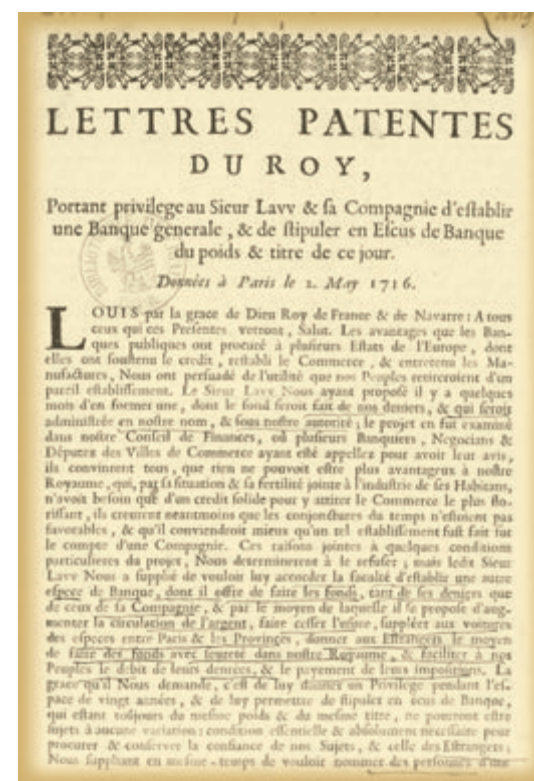 LETTRES PATENTES
DU ROY,
Portant privilege au Sieur Lavv & sa Compagnie d'establir
une Banque generale, & de stipuler en Escus de Banque
du poids & titre de ce jour.
Données à Paris le 2. May 1716.
LOUIS par la grace de Dieu Roy de France & de Navarre : A tous
ceux qui ces Presentes verront, Salut. Les avantages que les Ban-
ques publiques ont procuré à plusieurs Estats de l'Europe, dont
elles ont soustenu le credit, restabli le Commerce, & entretenu les Ma-
nufactures, Nous ont persuadé de l'utilité que nos Peuples retireroient d'un
pareil establissement. Le Sieur Lavv Nous ayant proposé il y a quelques
mois d'en former une, dont le fond seroit fait de nos deniers, & qui seroit
administrée en nostre nom, & sous nostre autorité ; le projet en fut examiné
dans nostre Conseil de Finances, où plusieurs Banquiers, Negocians &
Députez des Villes de Commerce ayant esté appellez pour avoir leur avis,
ils convinrent tous, que rien ne pouvoit estre plus avantageux à nostre
Royaume, qui, par sa situation & sa fertilité jointe à l'industrie de ses Habitans,
n'avoit besoin que d'un credit solide pour y attirer le Commerce le plus flo-
rissant, ils creurent neantmoins que les conjonctures du temps n'estoient pas
favorables, & qu'il conviendroit mieux qu'un tel establissement fust fait sur
le compte d'une Compagnie. Ces raisons jointes à quelques conditions
particulieres du projet, Nous determinerent à le refuser ; mais ledit Sieur
Lavv Nous a supplié de vouloir luy accorder la faculté d'establir une autre
espece de Banque, dont il offre de faire les fonds, tant de ses deniers que
de ceux de sa Compagnie, & par le moyen de laquelle il se propose d'aug-
menter la circulation de l'argent, faire cesser l'usure, suppléer aux voitures
des especes entre Paris & les Provinces, donner aux Estrangers le moyen
de faire des fonds avec seureté dans nostre Royaume, & faciliter à nos
Peuples le debit de leurs denrées, & le payement de leurs impositions. La
grace qu'il Nous demande, c'est de luy donner un Privilege pendant l'es-
pace de vingt années, & de luy permettre de stipuler en écus de Banque,
qui estant tousjours du mesme poids & du mesme titre, ne pourront estre
sujets à aucune variation : condition essentielle & absolument necessaire pour
procurer & conserver la confiance de nos Sujets, & celle des Estrangers ;
Nous suppliant en mesme-temps de vouloir nommer des personnes d'une